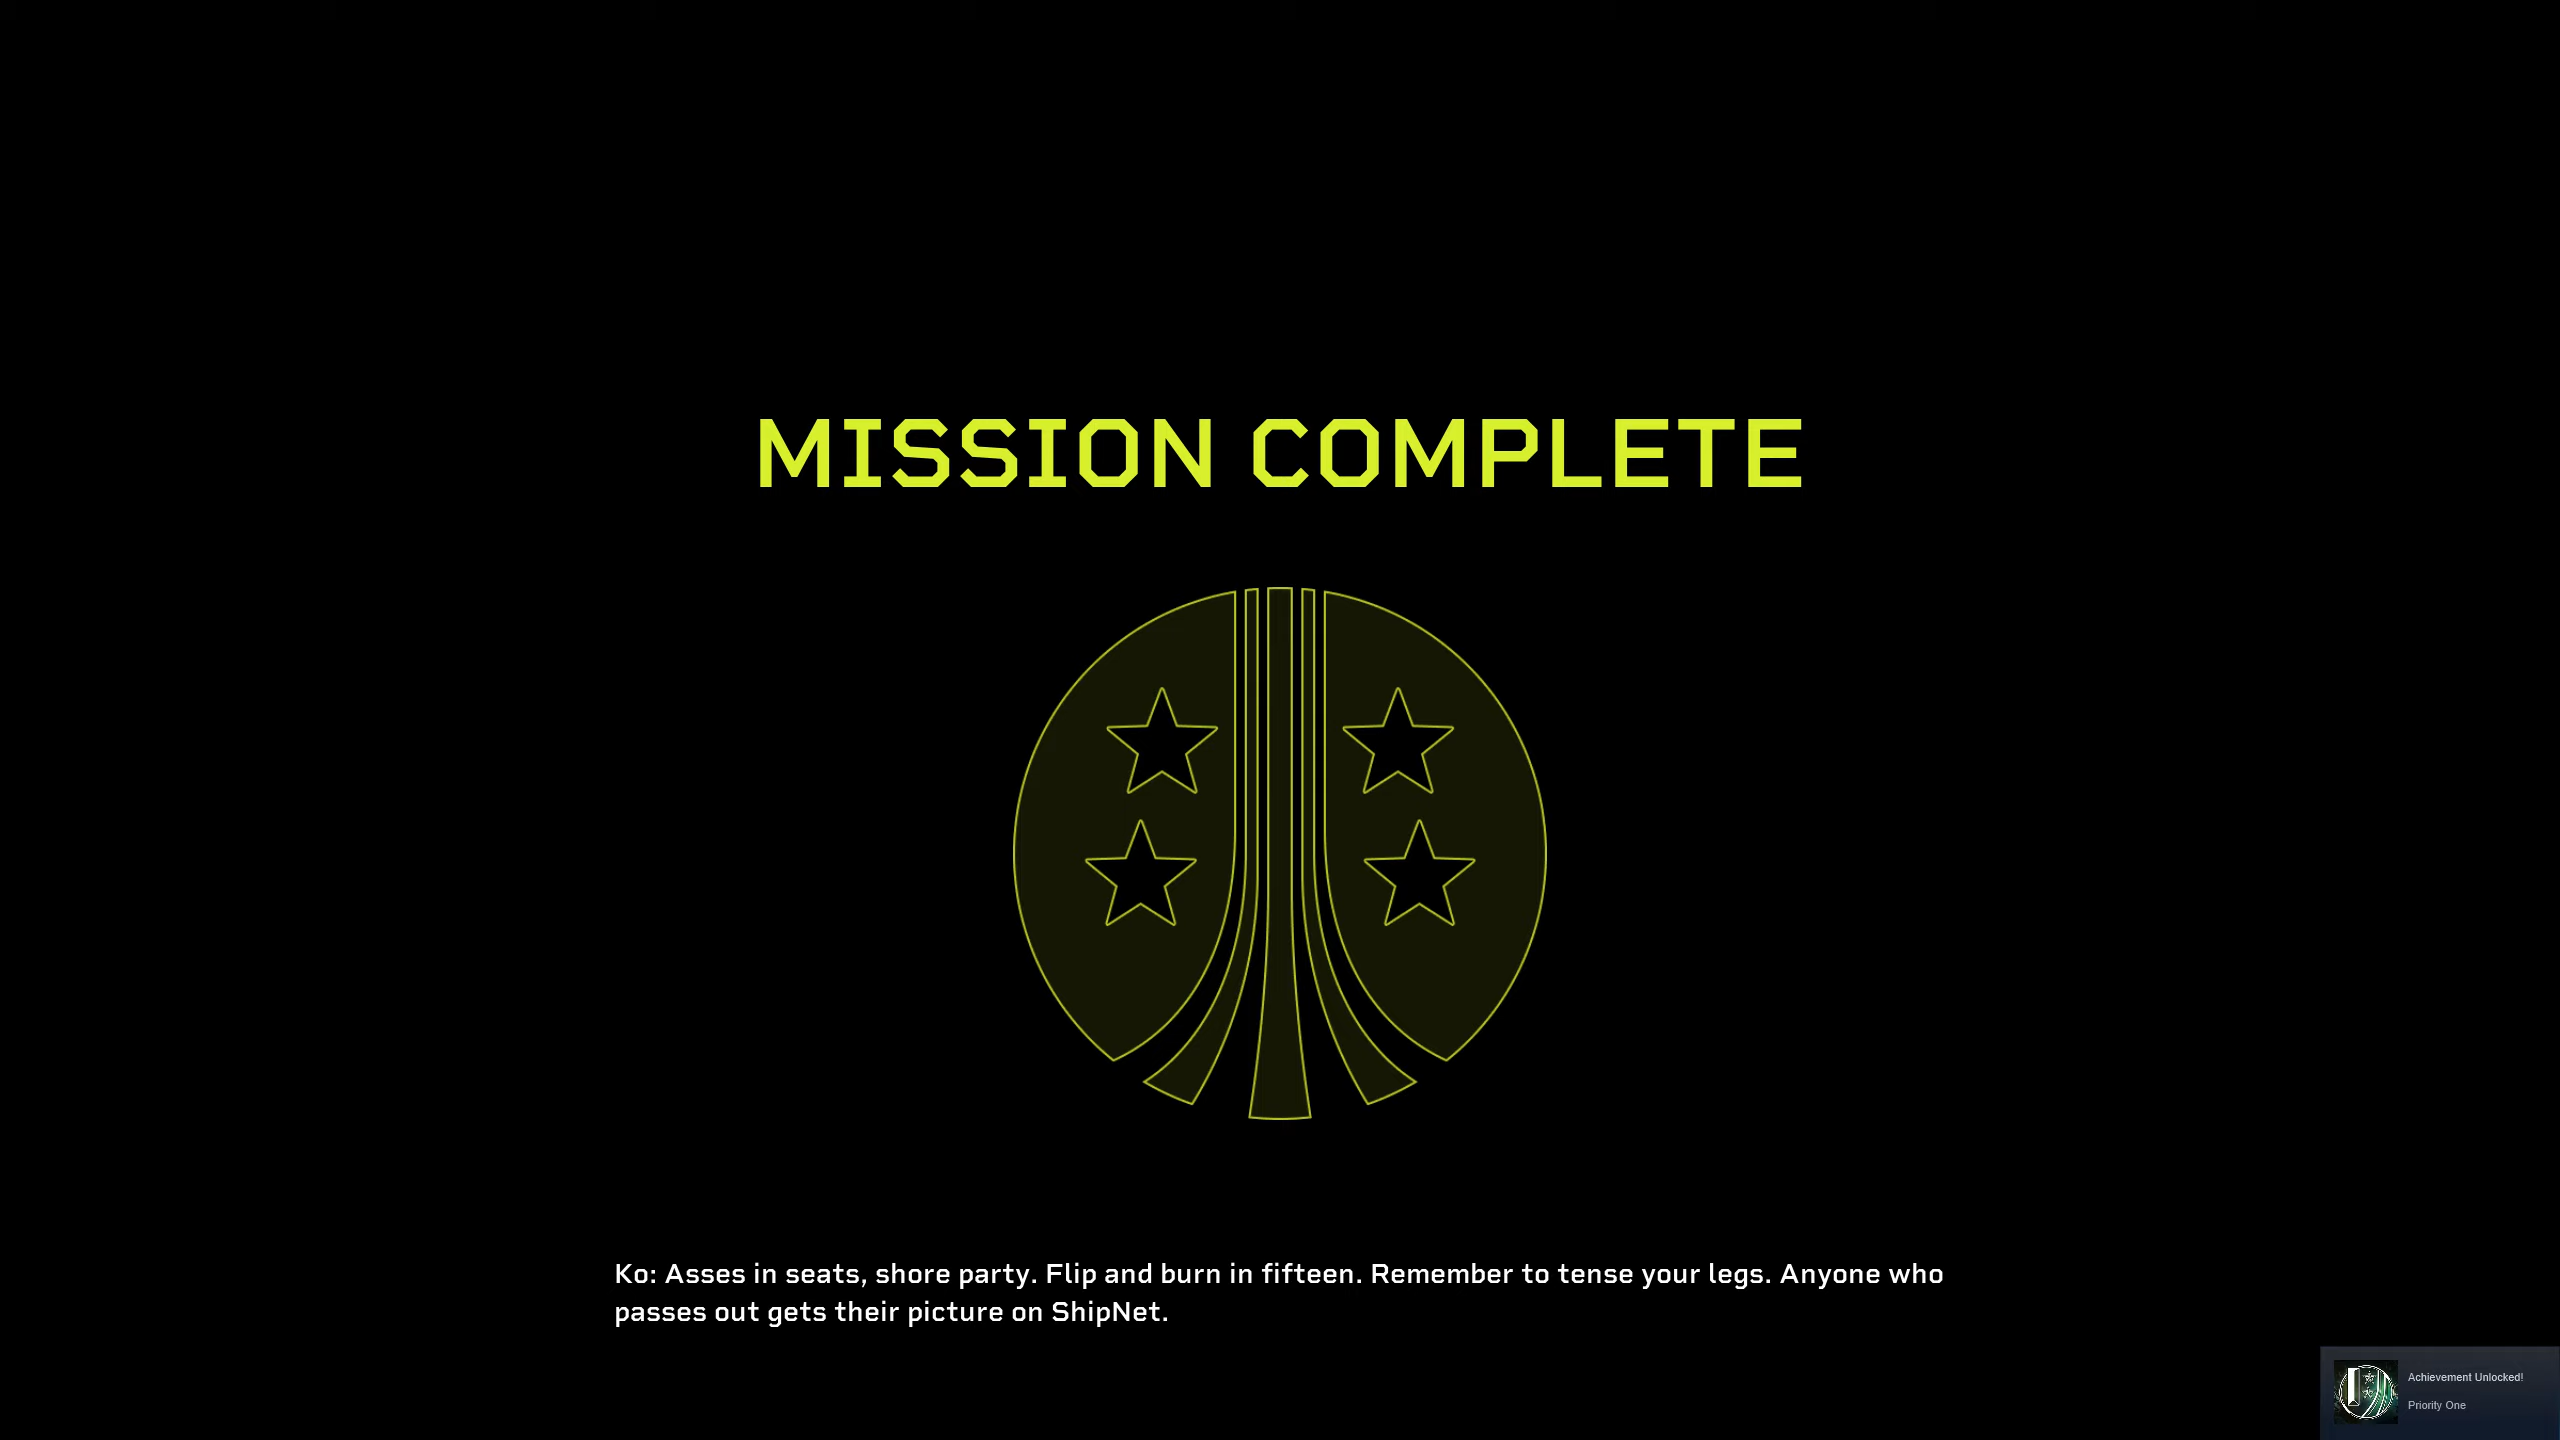 MISSION COMPLETE
Ko: Asses in seats, shore party. Flip and burn in fifteen. Remember to tense your legs. Anyone who
passes out gets their picture on ShipNet.
Achievement Unlocked!
Priority One